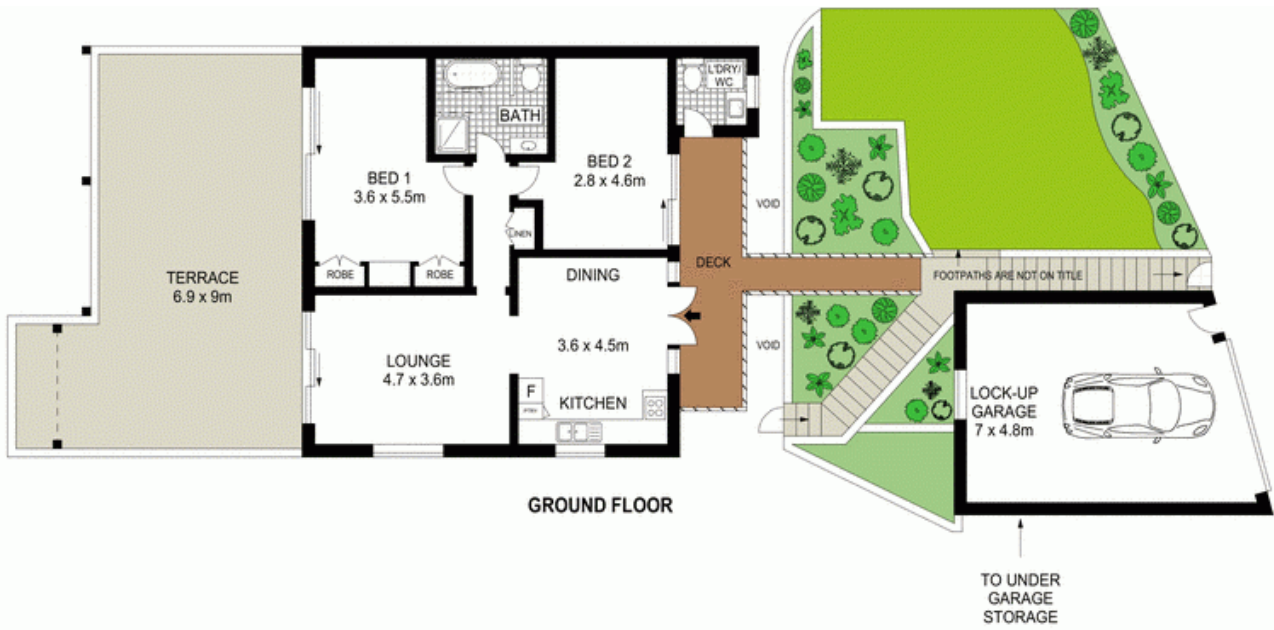 L'DRY/
WC
BATH
BED 1
3.6 x 5.5m
BED 2
2.8 x 4.6m
VOID
LINEN
ROBE
ROBE
TERRACE
6.9 x 9m
DINING
DECK
FOOTPATHS ARE NOT ON TITLE
LOUNGE
4.7 x 3.6m
3.6 x 4.5m
VOID
F
KITCHEN
LOCK-UP
GARAGE
7 x 4.8m
GROUND FLOOR
TO UNDER
GARAGE
STORAGE